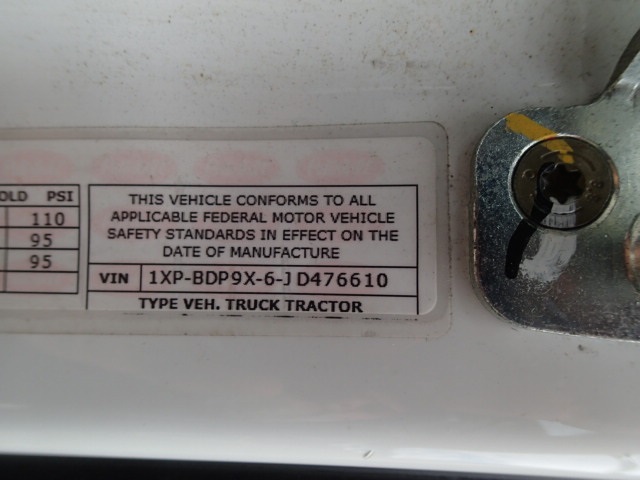 OLD PSI
110
95
95
THIS VEHICLE CONFORMS TO ALL
APPLICABLE FEDERAL MOTOR VEHICLE
SAFETY STANDARDS IN EFFECT ON THE
DATE OF MANUFACTURE
VIN 1XP-BDP9X-6-JD476610
TYPE VEH. TRUCK TRACTOR